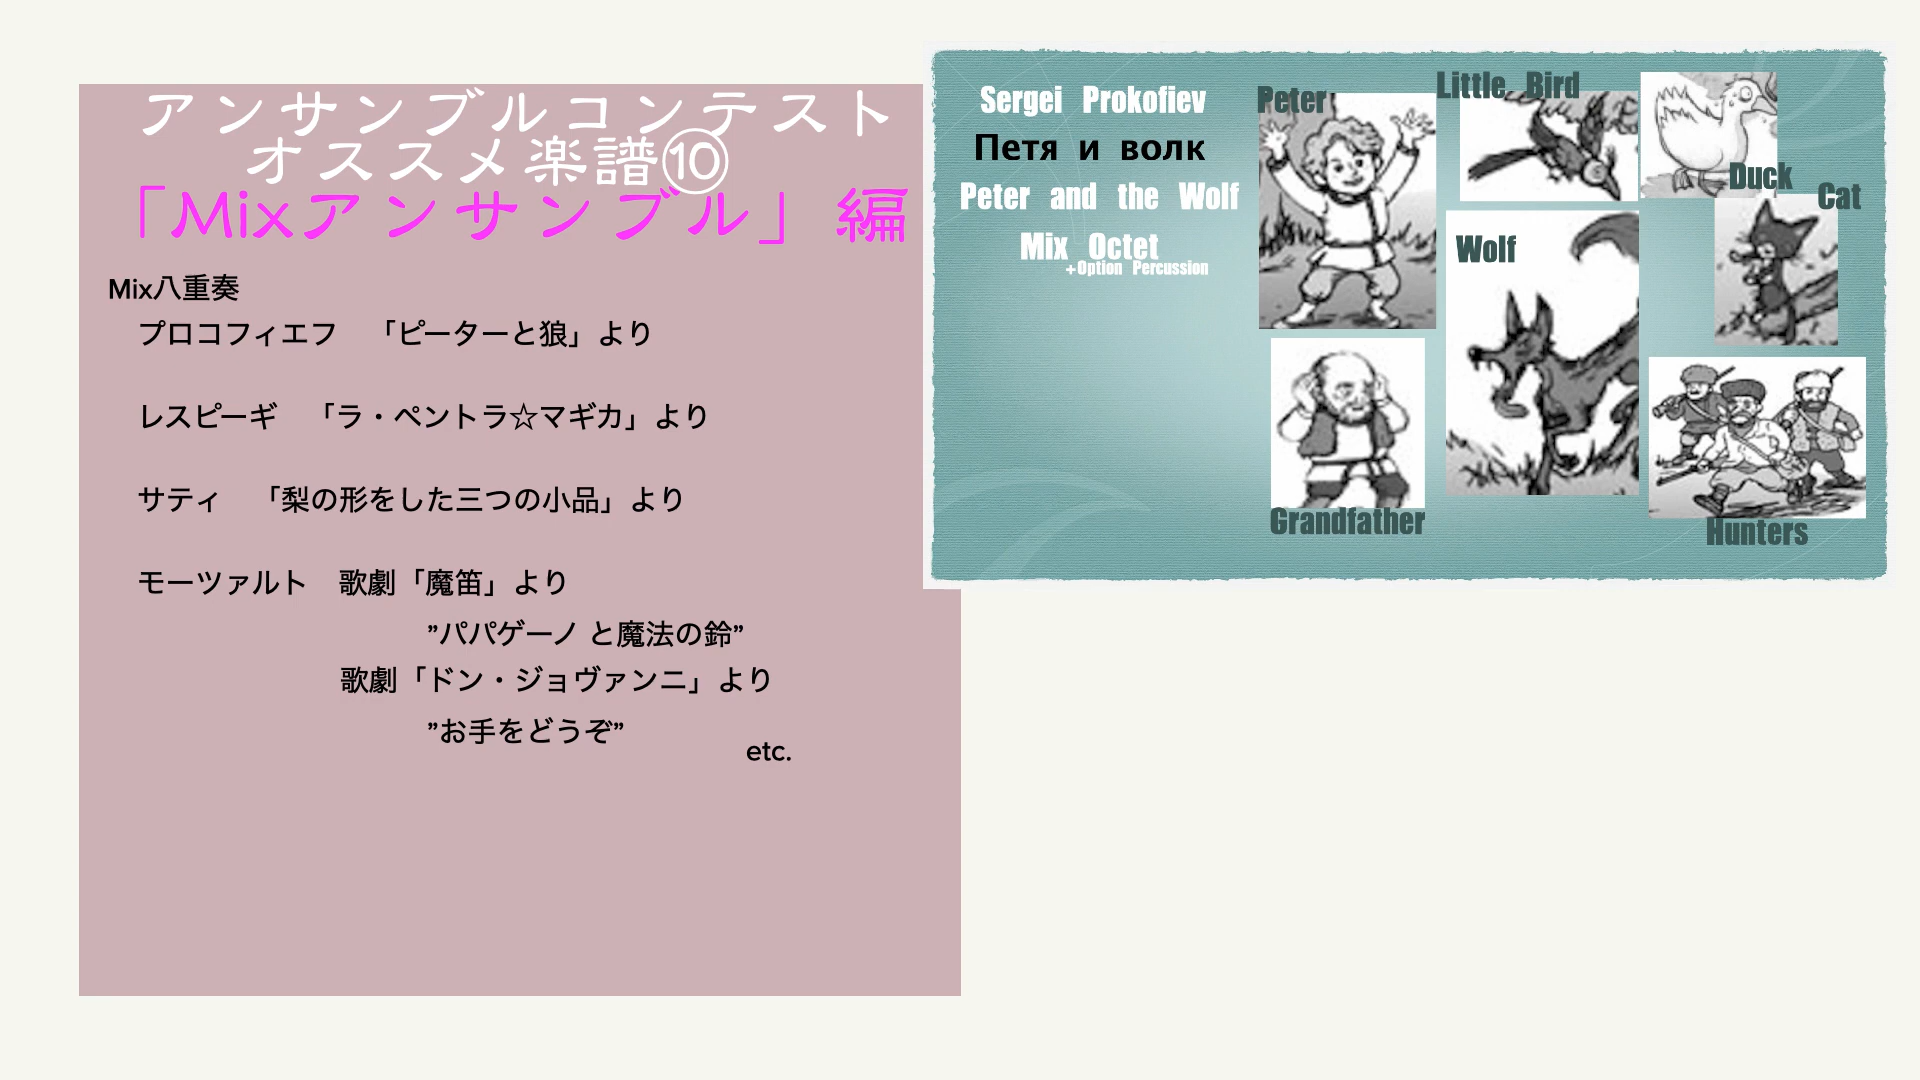 アンサンブルコンテスト
オススメ楽譜⑩
「Mixアンサンブル」編
Mix八重奏
プロコフィエフ 「ピーターと狼」より
レスピーギ 「ラ・ペントラ☆マギカ」より
サティ 「梨の形をした三つの小品」より
モーツァルト 歌劇「魔笛」より
”パパゲーノ と魔法の鈴”
歌劇「ドン・ジョヴァンニ」より
”お手をどうぞ”
etc.
Sergei Prokofiev
Петя и волк
Peter and the Wolf
Mix Octet
+Option Percussion
Peter
Little Bird
Duck
Cat
Wolf
Grandfather
Hunters